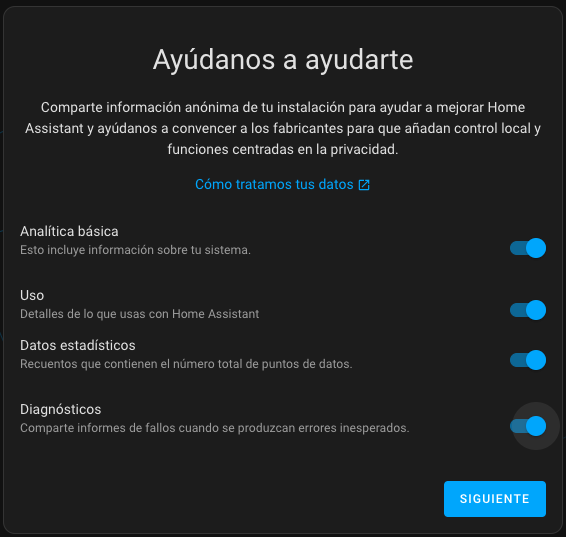 Ayúdanos a ayudarte
Comparte información anónima de tu instalación para ayudar a mejorar Home
Assistant y ayúdanos a convencer a los fabricantes para que añadan control local y
funciones centradas en la privacidad.
Cómo tratamos tus datos
Analítica básica
Esto incluye información sobre tu sistema.
Uso
Detalles de lo que usas con Home Assistant
Datos estadísticos
Recuentos que contienen el número total de puntos de datos.
Diagnósticos
Comparte informes de fallos cuando se produzcan errores inesperados.
SIGUIENTE